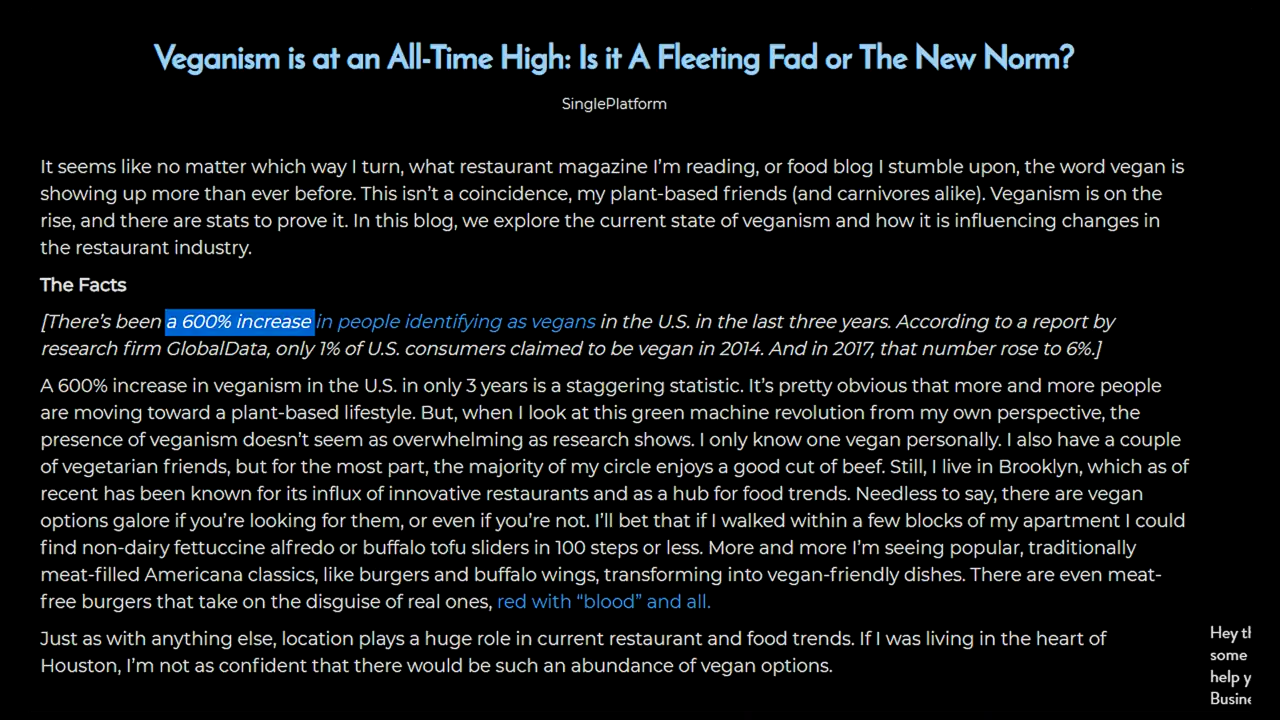 Veganism is at an All-Time High: Is it A Fleeting Fad or The New Norm?
SinglePlatform
It seems like no matter which way I turn, what restaurant magazine I’m reading, or food blog I stumble upon, the word vegan is
showing up more than ever before. This isn’t a coincidence, my plant-based friends (and carnivores alike). Veganism is on the
rise, and there are stats to prove it. In this blog, we explore the current state of veganism and how it is influencing changes in
the restaurant industry.
The Facts
[There’s been a 600% increase in people identifying as vegans in the U.S. in the last three years. According to a report by
research firm GlobalData, only 1% of U.S. consumers claimed to be vegan in 2014. And in 2017, that number rose to 6%.]
A 600% increase in veganism in the U.S. in only 3 years is a staggering statistic. It’s pretty obvious that more and more people
are moving toward a plant-based lifestyle. But, when I look at this green machine revolution from my own perspective, the
presence of veganism doesn’t seem as overwhelming as research shows. I only know one vegan personally. I also have a couple
of vegetarian friends, but for the most part, the majority of my circle enjoys a good cut of beef. Still, I live in Brooklyn, which as of
recent has been known for its influx of innovative restaurants and as a hub for food trends. Needless to say, there are vegan
options galore if you’re looking for them, or even if you’re not. I’ll bet that if I walked within a few blocks of my apartment I could
find non-dairy fettuccine alfredo or buffalo tofu sliders in 100 steps or less. More and more I’m seeing popular, traditionally
meat-filled Americana classics, like burgers and buffalo wings, transforming into vegan-friendly dishes. There are even meat-
free burgers that take on the disguise of real ones, red with “blood” and all.
Just as with anything else, location plays a huge role in current restaurant and food trends. If I was living in the heart of
Houston, I’m not as confident that there would be such an abundance of vegan options.
Hey
some
help